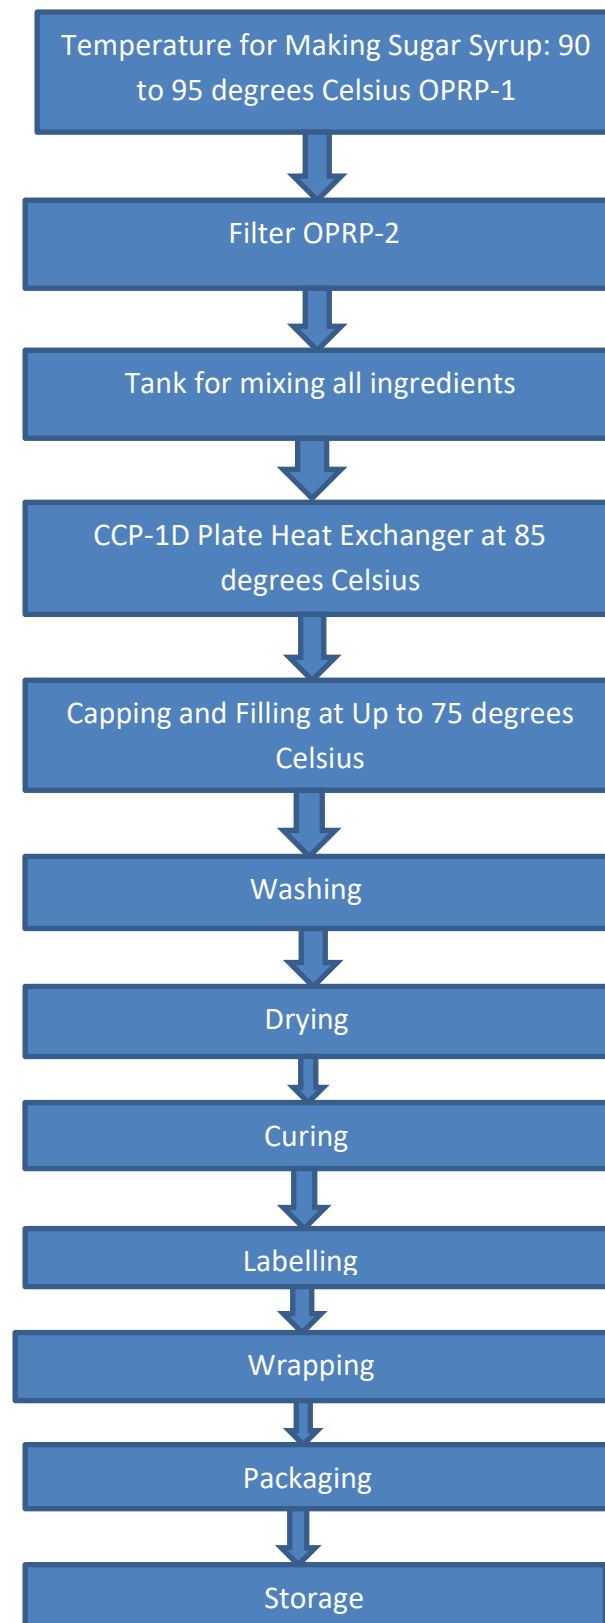 Temperature for Making Sugar Syrup: 90
to 95 degrees Celsius OPRP-1
Filter OPRP-2
Tank for mixing all ingredients
CCP-1D Plate Heat Exchanger at 85
degrees Celsius
Capping and Filling at Up to 75 degrees
Celsius
Washing
Drying
Curing
Labelling
Wrapping
Packaging
Storage